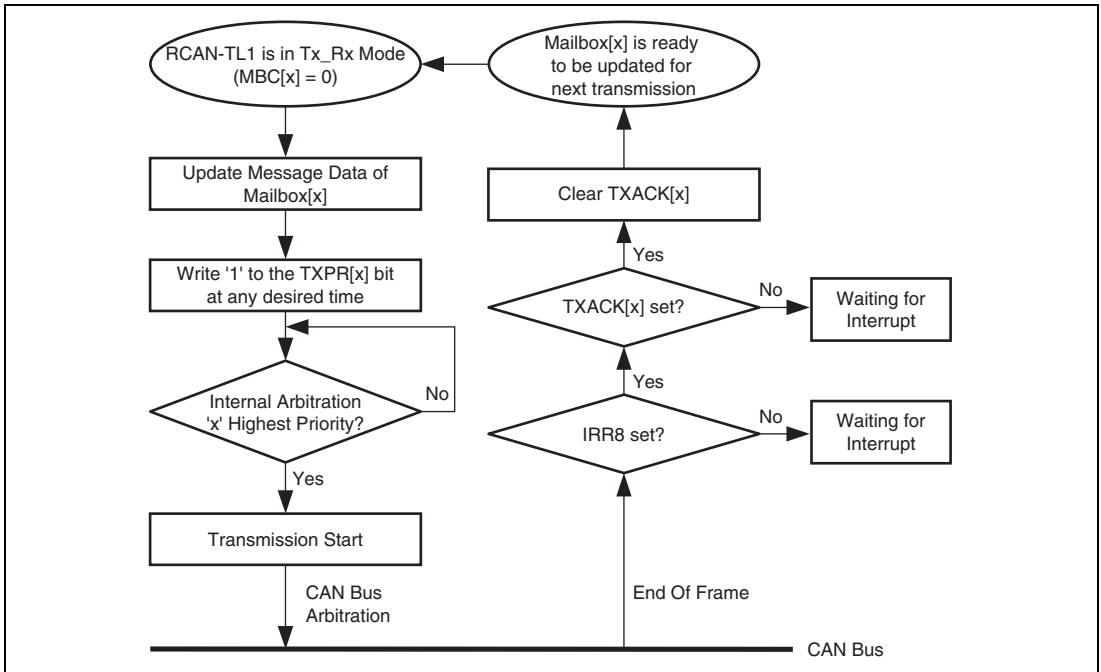 RCAN-TL1 is in Tx_Rx Mode
(MBC[x] = 0)
Update Message Data of
Mailbox[x]
Write '1' to the TXPR[x] bit
at any desired time
Internal Arbitration
'x' Highest Priority?
No
Yes
Transmission Start
CAN Bus
Arbitration
CAN Bus
End Of Frame
IRR8 set?
No
Waiting for
Interrupt
Yes
TXACK[x] set?
No
Waiting for
Interrupt
Yes
Clear TXACK[x]
Mailbox[x] is ready
to be updated for
next transmission